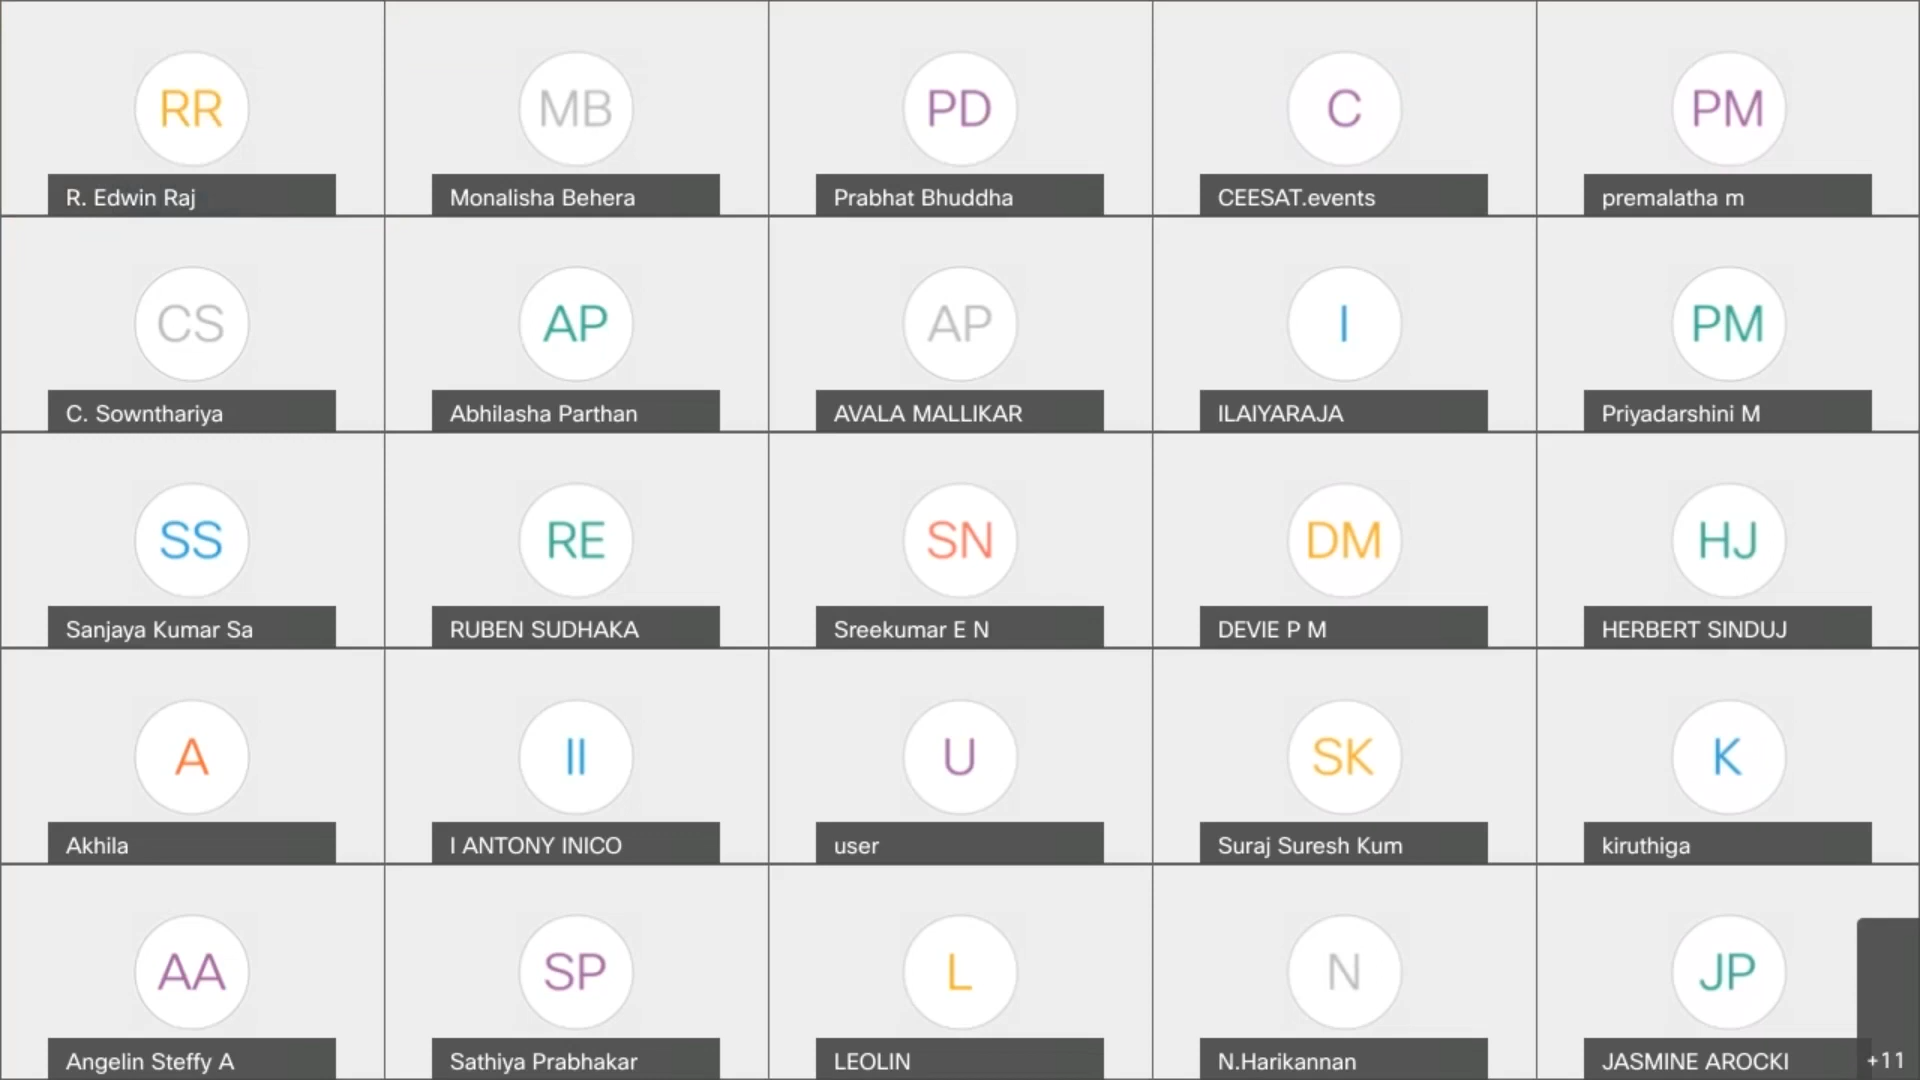 RR
R. Edwin Raj
MB
Monalisha Behera
PD
Prabhat Bhuddha
C
CEESAT.events
PM
premalatha m
CS
C. Sownthariya
AP
Abhilasha Parthan
AP
AVALA MALLIKAR
I
ILAIYARAJA
PM
Priyadarshini M
SS
Sanjaya Kumar Sa
RE
RUBEN SUDHAKA
SN
Sreekumar E N
DM
DEVIE P M
HJ
HERBERT SINDUJ
A
Akhila
II
I ANTONY INICO
U
user
SK
Suraj Suresh Kum
K
kiruthiga
AA
Angelin Steffy A
SP
Sathiya Prabhakar
L
LEOLIN
N
N.Harikannan
JP
JASMINE AROCKI
+11